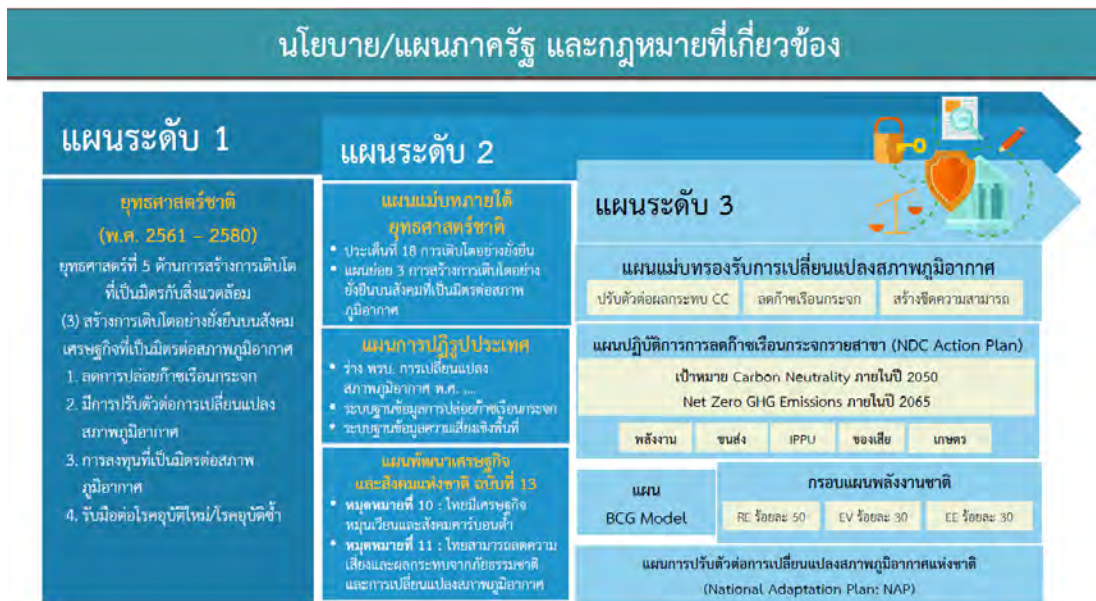 นโยบาย/แผนภาครัฐ และกฎหมายที่เกี่ยวข้อง
แผนระดับ 1
ยุทธศาสตร์ชาติ
(พ.ศ. 2561 – 2580)
ยุทธศาสตร์ที่ 5 ด้านการสร้างการเติบโต
ที่เป็นมิตรกับสิ่งแวดล้อม
(3) สร้างการเติบโตอย่างยั่งยืนบนสังคม
เศรษฐกิจที่เป็นมิตรต่อสภาพภูมิอากาศ
1. ลดการปล่อยก๊าซเรือนกระจก
2. มีการปรับตัวต่อการเปลี่ยนแปลง
สภาพภูมิอากาศ
3. การลงทุนที่เป็นมิตรต่อสภาพ
ภูมิอากาศ
4. รับมือต่อโรคอุบัติใหม่/โรคอุบัติซ้ำ
แผนระดับ 2
แผนแม่บทภายใต้
ยุทธศาสตร์ชาติ
• ประเด็นที่ 18 การเติบโตอย่างยั่งยืน
• แผนย่อย 3 การสร้างการเติบโตอย่าง
ยั่งยืนบนสังคมที่เป็นมิตรต่อสภาพ
ภูมิอากาศ
แผนการปฏิรูปประเทศ
• ร่าง พรบ. การเปลี่ยนแปลง
สภาพภูมิอากาศ พ.ศ. ....
• ระบบฐานข้อมูลการปล่อยก๊าซเรือนกระจก
• ระบบฐานข้อมูลความเสี่ยงเชิงพื้นที่
แผนพัฒนาเศรษฐกิจ
และสังคมแห่งชาติ ฉบับที่ 13
• หมุดหมายที่ 10 : ไทยมีเศรษฐกิจ
หมุนเวียนและสังคมคาร์บอนต่ำ
• หมุดหมายที่ 11 : ไทยสามารถลดความ
เสี่ยงและผลกระทบจากภัยธรรมชาติ
และการเปลี่ยนแปลงสภาพภูมิอากาศ
แผนระดับ 3
แผนแม่บทรองรับการเปลี่ยนแปลงสภาพภูมิอากาศ
ปรับตัวต่อผลกระทบ CC ลดก๊าซเรือนกระจก สร้างขีดความสามารถ
แผนปฏิบัติการการลดก๊าซเรือนกระจกรายสาขา (NDC Action Plan)
เป้าหมาย Carbon Neutrality ภายในปี 2050
Net Zero GHG Emissions ภายในปี 2065
พลังงาน ขนส่ง IPPU ของเสีย เกษตร
แผน
BCG Model
กรอบแผนพลังงานชาติ
RE ร้อยละ 50 EV ร้อยละ 30 EE ร้อยละ 30
แผนการปรับตัวต่อการเปลี่ยนแปลงสภาพภูมิอากาศแห่งชาติ
(National Adaptation Plan: NAP)